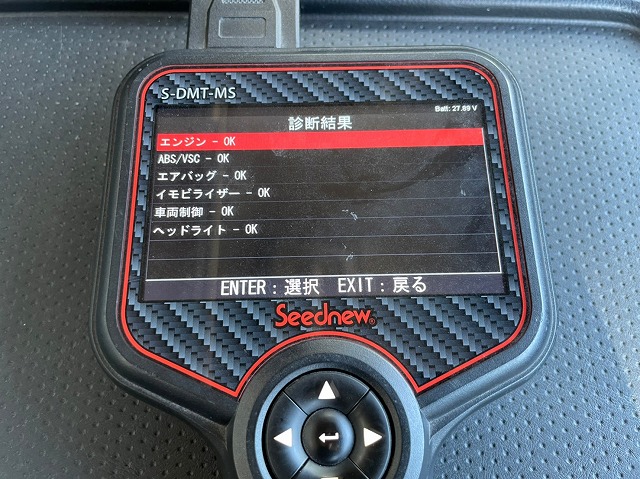 S-DMT-MS
Batt: 27.89 V
診断結果
エンジン - OK
ABS/VSC - OK
エアバッグ - OK
イモビライザー - OK
車両制御 - OK
ヘッドライト - OK
ENTER：選択 EXIT：戻る
Seednew®